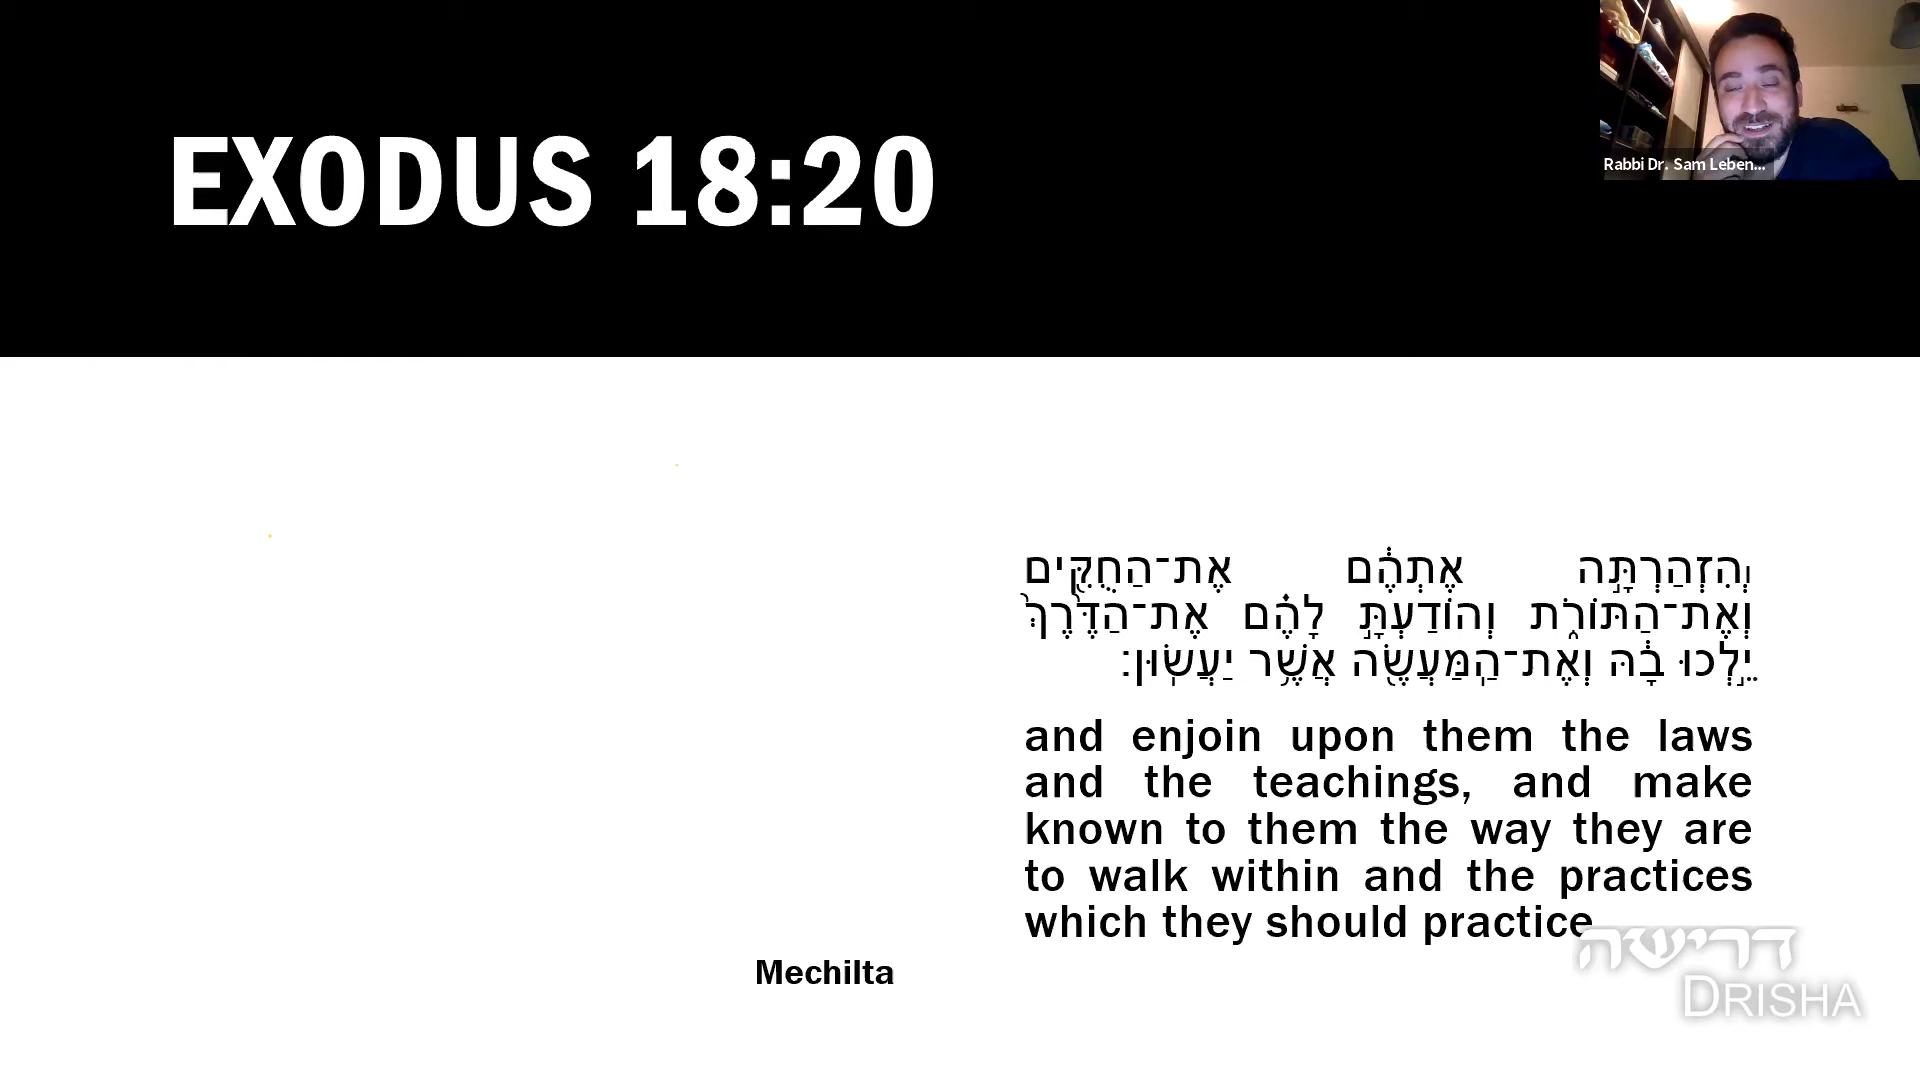 EXODUS 18:20
Rabbi Dr. Sam Leben...
וְהִזְהַרְתָּ֣ה אֶתְהֶ֔ם אֶת־הַחֻקִּ֖ים
וְאֶת־הַתּוֹרֹ֑ת וְהוֹדַעְתָּ֣ לָהֶ֗ם אֶת־הַדֶּ֙רֶךְ֙
יֵ֣לְכוּ בָ֔הּ וְאֶת־הַֽמַּעֲשֶׂ֖ה אֲשֶׁ֥ר יַעֲשֽׂוּן׃
and enjoin upon them the laws
and the teachings, and make
known to them the way they are
to walk within and the practices
which they should practice
Mechilta
דרישה
DRISHA